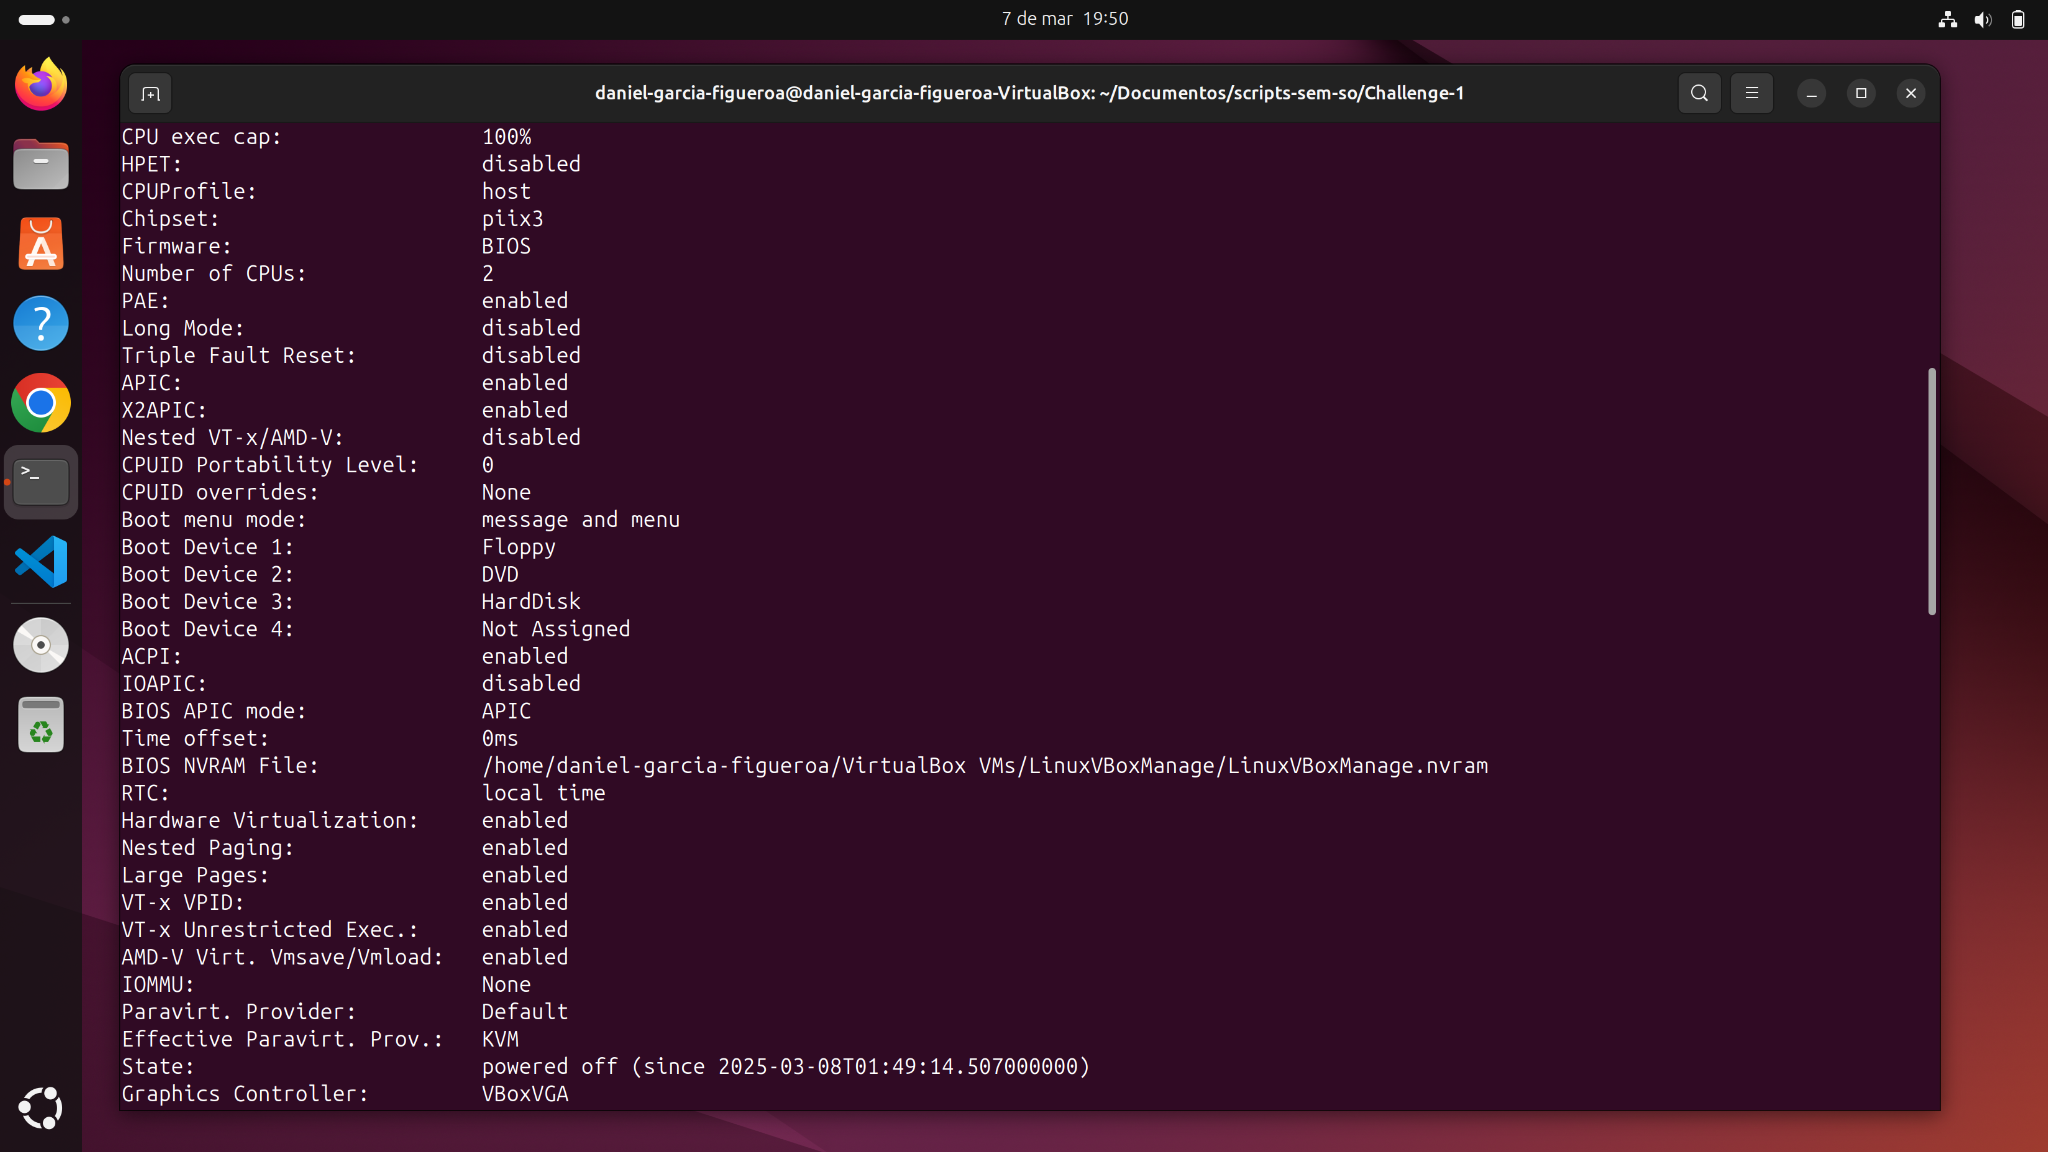 7 de mar 19:50
daniel-garcia-figueroa@daniel-garcia-figueroa-VirtualBox: ~/Documentos/scripts-sem-so/Challenge-1
CPU exec cap: 100%
HPET: disabled
CPUProfile: host
Chipset: piix3
Firmware: BIOS
Number of CPUs: 2
PAE: enabled
Long Mode: disabled
Triple Fault Reset: disabled
APIC: enabled
X2APIC: enabled
Nested VT-x/AMD-V: disabled
CPUID Portability Level: 0
CPUID overrides: None
Boot menu mode: message and menu
Boot Device 1: Floppy
Boot Device 2: DVD
Boot Device 3: HardDisk
Boot Device 4: Not Assigned
ACPI: enabled
IOAPIC: disabled
BIOS APIC mode: APIC
Time offset: 0ms
BIOS NVRAM File: /home/daniel-garcia-figueroa/VirtualBox VMs/LinuxVBoxManage/LinuxVBoxManage.nvram
RTC: local time
Hardware Virtualization: enabled
Nested Paging: enabled
Large Pages: enabled
VT-x VPID: enabled
VT-x Unrestricted Exec.: enabled
AMD-V Virt. Vmsave/Vmload: enabled
IOMMU: None
Paravirt. Provider: Default
Effective Paravirt. Prov.: KVM
State: powered off (since 2025-03-08T01:49:14.507000000)
Graphics Controller: VBoxVGA